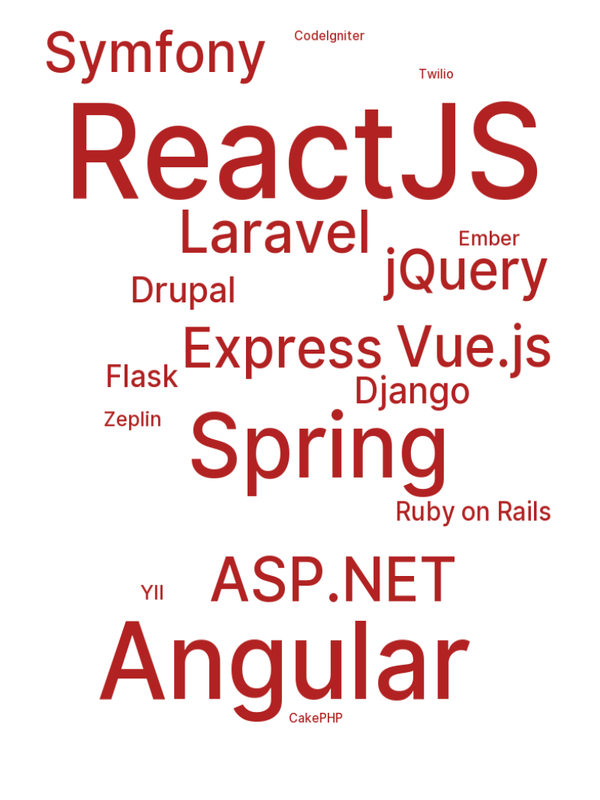 CodeIgniter
Symfony
Twilio
ReactJS
Laravel
Ember
jQuery
Drupal
Express
Vue.js
Flask
Django
Zeplin
Spring
Ruby on Rails
ASP.NET
YII
Angular
CakePHP